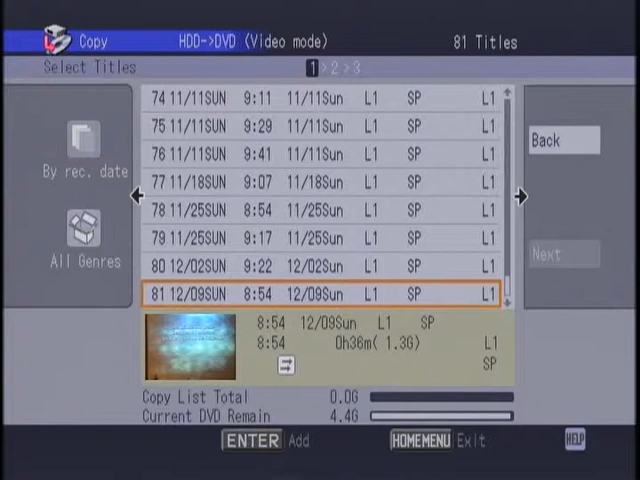 Copy HDD->DVD (Video mode) 81 Titles
Select Titles 1 > 2 > 3
74 11/11SUN 9:11 11/11Sun L1 SP L1
75 11/11SUN 9:29 11/11Sun L1 SP L1
76 11/11SUN 9:41 11/11Sun L1 SP L1
77 11/18SUN 9:07 11/18Sun L1 SP L1
78 11/25SUN 8:54 11/25Sun L1 SP L1
79 11/25SUN 9:17 11/25Sun L1 SP L1
80 12/02SUN 9:22 12/02Sun L1 SP L1
81 12/09SUN 8:54 12/09Sun L1 SP L1
By rec. date
All Genres
Back
Next
8:54 12/09Sun L1 SP
8:54 0h36m( 1.3G) L1
SP
Copy List Total 0.0G
Current DVD Remain 4.4G
ENTER Add HOMEMENU Exit HELP